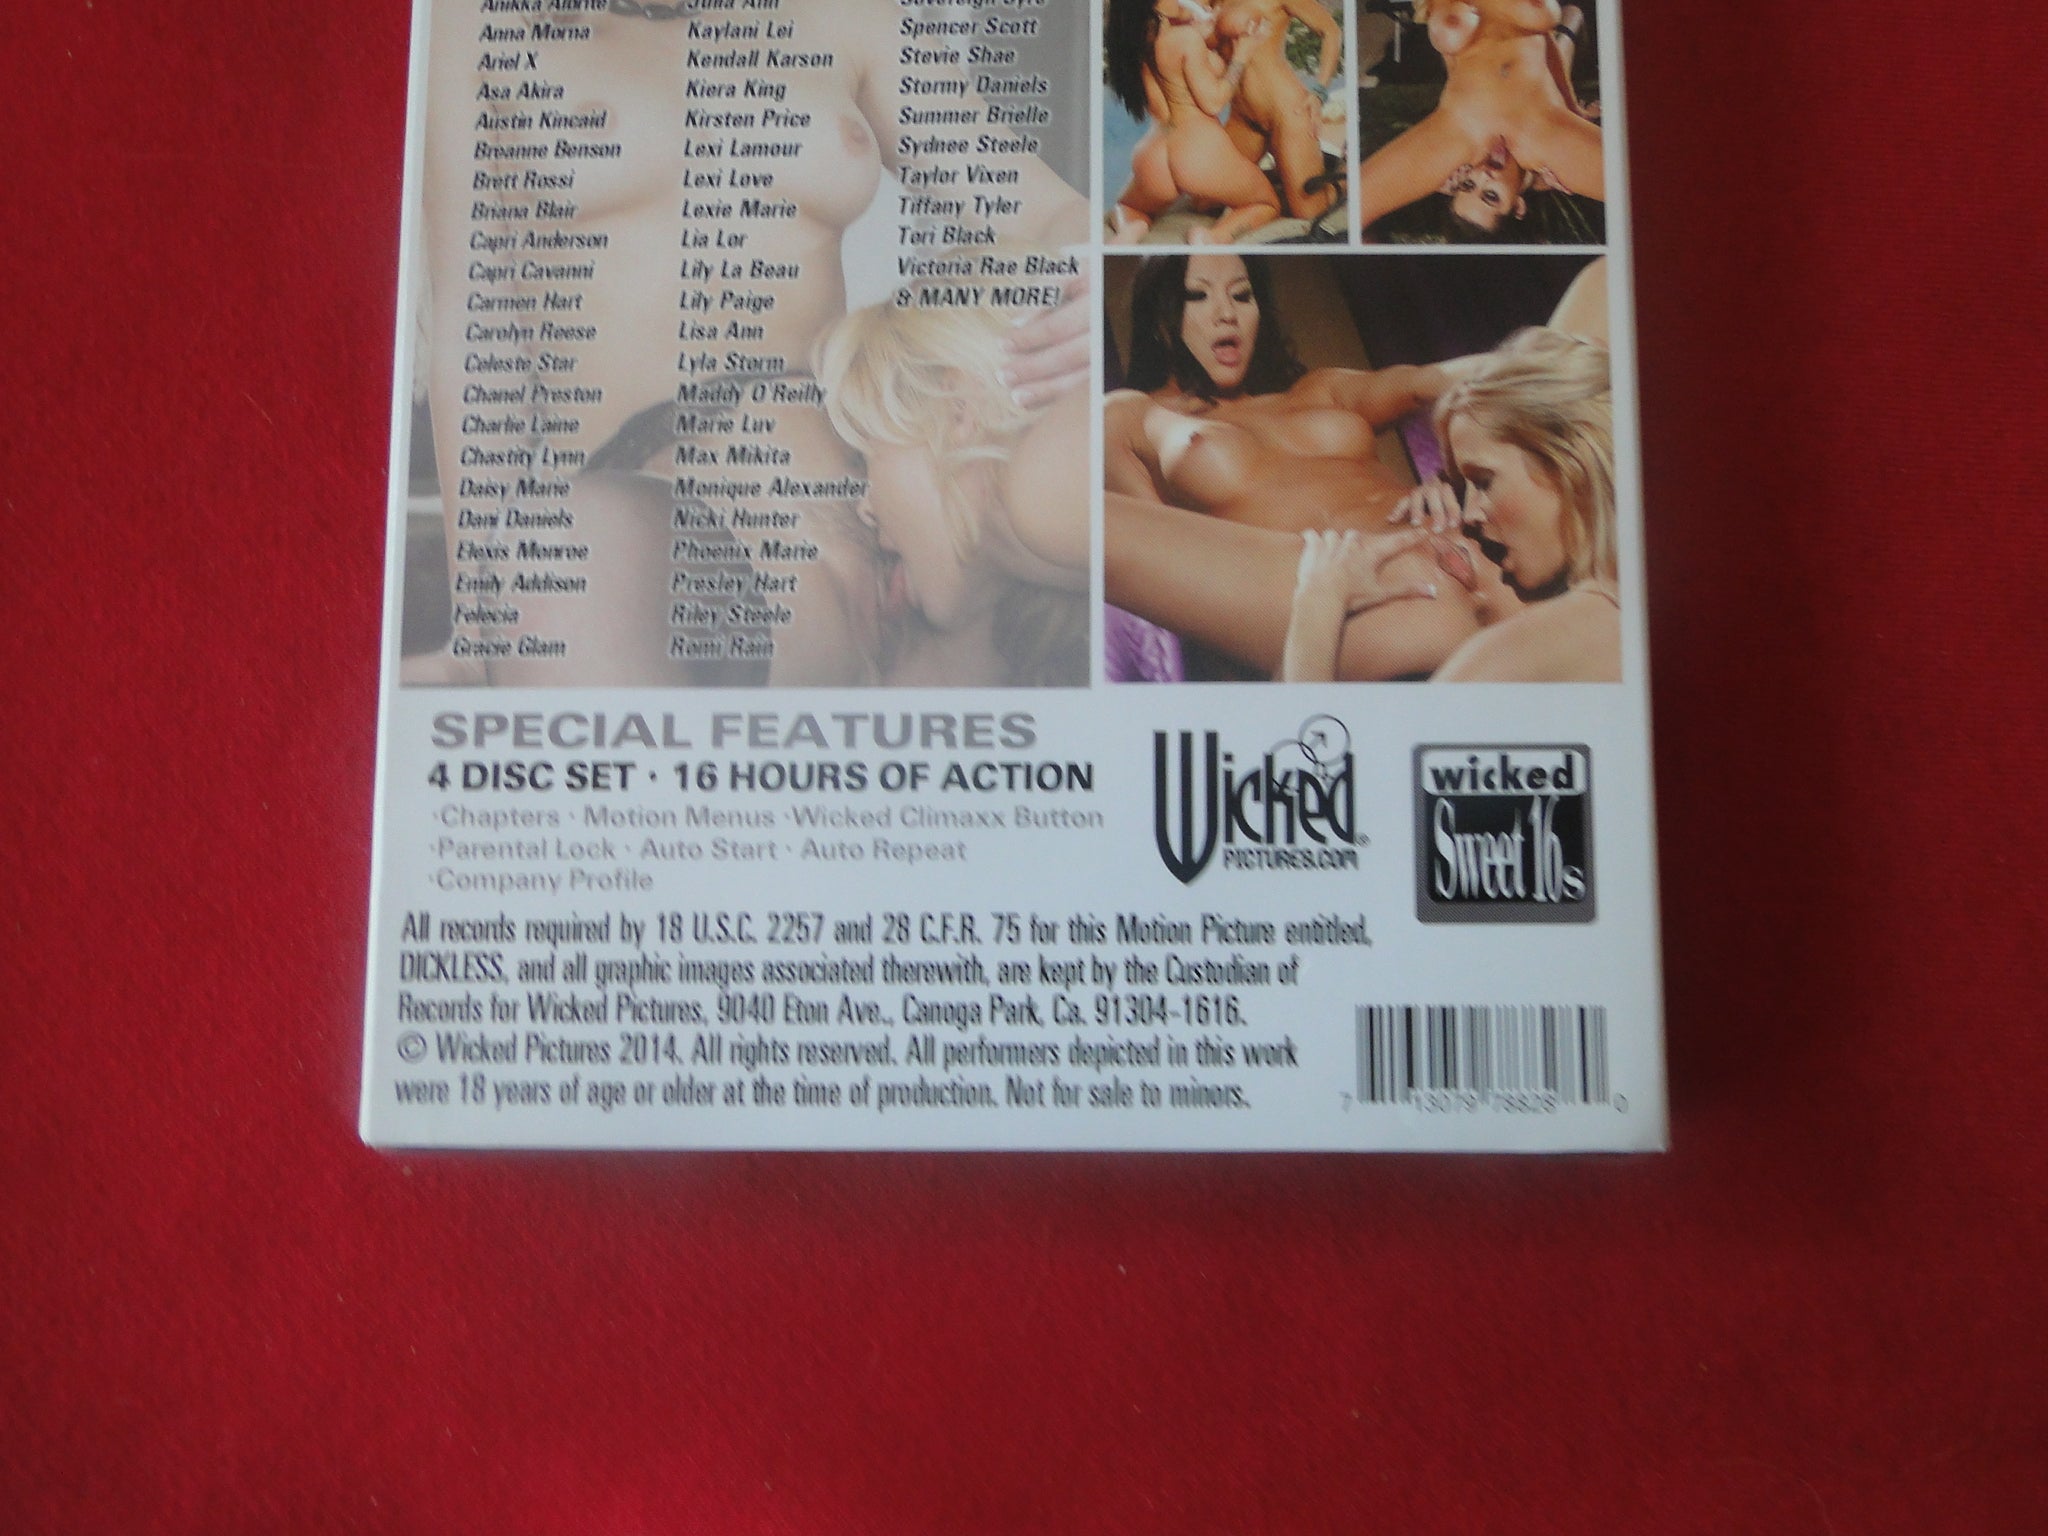 Anikka Albrite
Anna Morna
Ariel X
Asa Akira
Austin Kincaid
Breanne Benson
Brett Rossi
Briana Blair
Capri Anderson
Capri Cavanni
Carmen Hart
Carolyn Reese
Celeste Star
Chanel Preston
Charlie Laine
Chastity Lynn
Daisy Marie
Dani Daniels
Elexis Monroe
Emily Addison
Felecia
Gracie Glam
Julia Ann
Kaylani Lei
Kendall Karson
Kiera King
Kirsten Price
Lexi Lamour
Lexi Love
Lexie Marie
Lia Lor
Lily La Beau
Lily Paige
Lisa Ann
Lyla Storm
Maddy O'Reilly
Marie Luv
Max Mikita
Monique Alexander
Nicki Hunter
Phoenix Marie
Presley Hart
Riley Steele
Romi Rain
Sovereign Syre
Spencer Scott
Stevie Shae
Stormy Daniels
Summer Brielle
Sydnee Steele
Taylor Vixen
Tiffany Tyler
Tori Black
Victoria Rae Black
& MANY MORE!
SPECIAL FEATURES
4 DISC SET · 16 HOURS OF ACTION
·Chapters · Motion Menus ·Wicked Climaxx Button
·Parental Lock · Auto Start · Auto Repeat
·Company Profile
Wicked®
PICTURES.COM
wicked
Sweet 16s
All records required by 18 U.S.C. 2257 and 28 C.F.R. 75 for this Motion Picture entitled,
DICKLESS, and all graphic images associated therewith, are kept by the Custodian of
Records for Wicked Pictures, 9040 Eton Ave., Canoga Park, Ca. 91304-1616.
© Wicked Pictures 2014. All rights reserved. All performers depicted in this work
were 18 years of age or older at the time of production. Not for sale to minors.
7 13079 78828 0